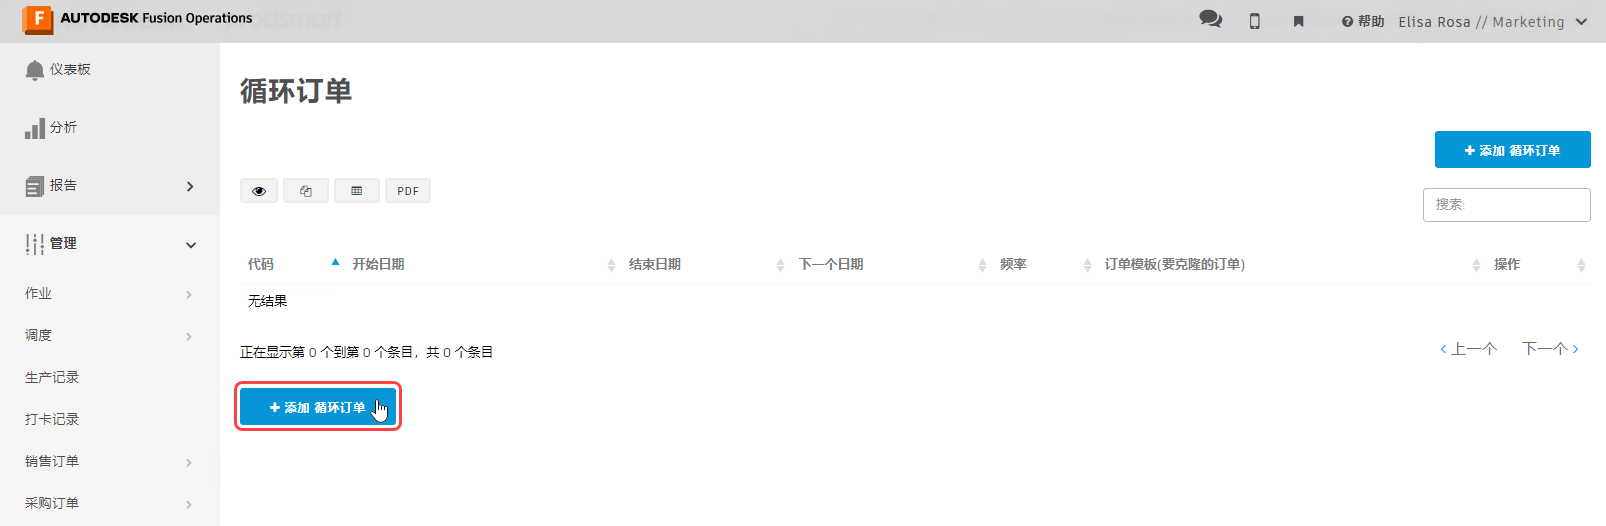 F AUTODESK Fusion Operations
帮助 Elisa Rosa // Marketing
仪表板
分析
报告
管理
作业
调度
生产记录
打卡记录
销售订单
采购订单
循环订单
+ 添加 循环订单
PDF
搜索:
代码 开始日期 结束日期 下一个日期 频率 订单模板(要克隆的订单) 操作
无结果
正在显示第 0 个到第 0 个条目，共 0 个条目
上一个 下一个
+ 添加 循环订单